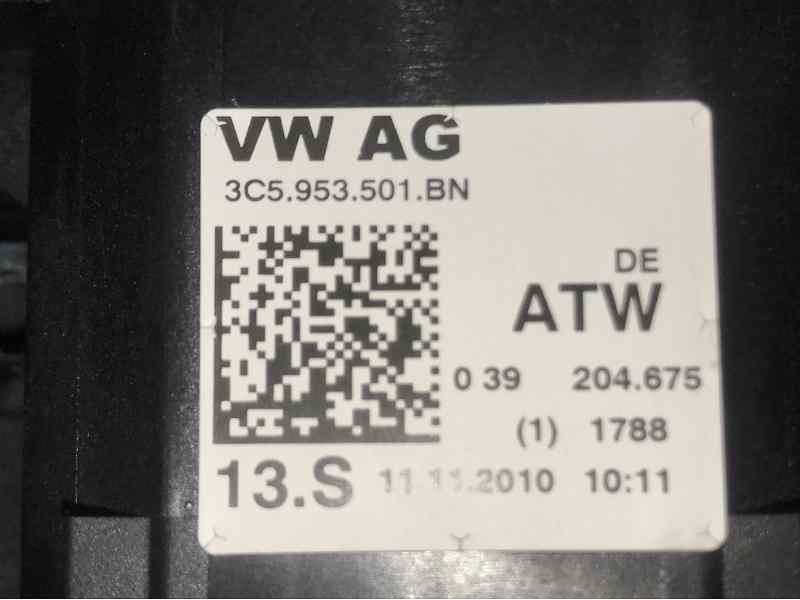 VW AG
3C5.953.501.BN
DE
ATW
0 39 204.675
(1) 1788
13.S 11.11.2010 10:11